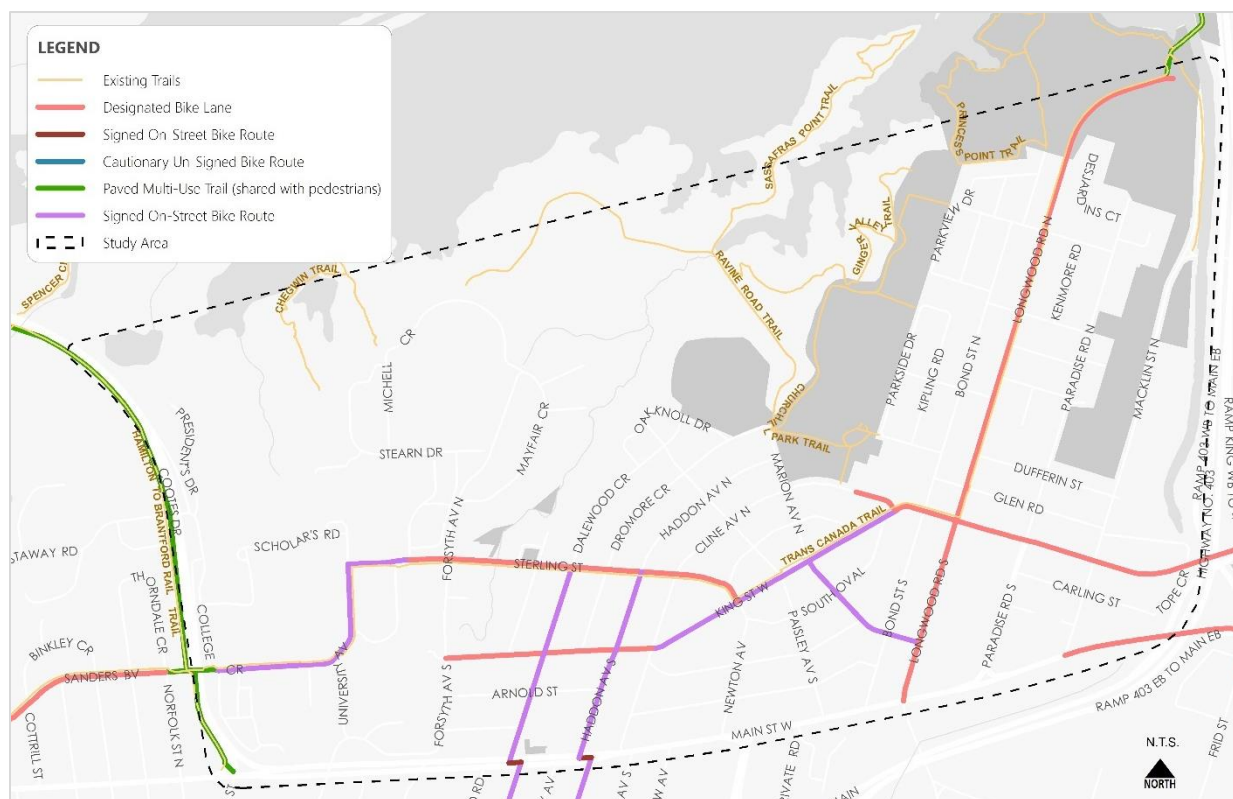 LEGEND
Existing Trails
Designated Bike Lane
Signed On-Street Bike Route
Cautionary Un-Signed Bike Route
Paved Multi-Use Trail (shared with pedestrians)
Signed On-Street Bike Route
Study Area
SASSAFRAS POINT TRAIL
PRINCESS
POINT TRAIL
DESJARD
INS CT
PARKVIEW DR
GINGER VALLEY TRAIL
RAVINE ROAD TRAIL
LONGWOOD RD N
KENMORE RD
CHEGWIN TRAIL
MICHELL CR
PARKSIDE DR
KIPLING RD
BOND ST N
PARADISE RD N
MACKLIN ST N
RAMP 403 WB TO MAIN EB
HIGHWAY NO. 403
CHURCHILL
PARK TRAIL
OAK KNOLL DR
MAYFAIR CR
STEARN DR
PRESIDENT'S DR
COOTES DR
HAMILTON TO BRANTFORD RAIL TRAIL
DUFFERIN ST
GLEN RD
MARION AV N
HADDON AV N
CLINE AV N
DROMORE CR
DALEWOOD CR
FORSYTH AV N
SCHOLAR'S RD
STERLING ST
TRANS CANADA TRAIL
KING ST W
SOUTH OVAL
BOND ST S
LONGWOOD RD S
PARADISE RD S
CARLING ST
TOPE CR
THORNDALE CR
COLLEGE
CR
BINKLEY CR
SANDERS BV
COTTRILL ST
NORFOLK ST N
UNIVERSITY AV
FORSYTH AV S
ARNOLD ST
HADDON AV S
NEWTON AV
PAISLEY AV S
MAIN ST W
RAMP 403 EB TO MAIN EB
FRID ST
N.T.S.
NORTH